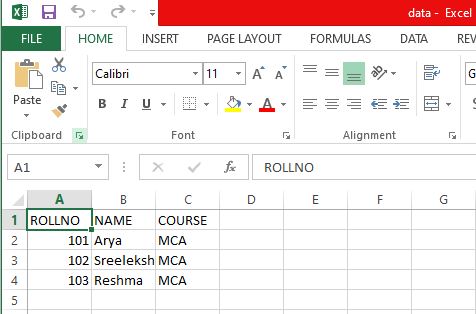 data - Excel
FILE HOME INSERT PAGE LAYOUT FORMULAS DATA REV
Calibri 11 A A
Paste B I U A
Clipboard Font Alignment
A1 fx ROLLNO
A B C D E F G
1 ROLLNO NAME COURSE
2 101 Arya MCA
3 102 Sreeleksh MCA
4 103 Reshma MCA
5